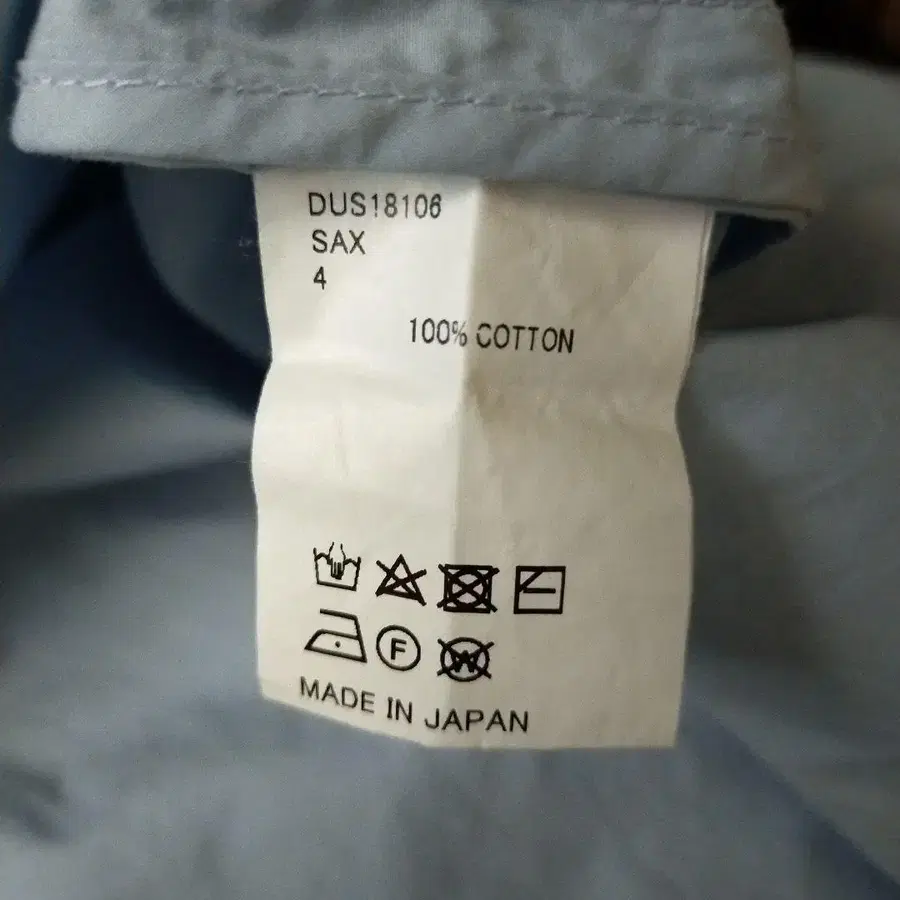 DUS18106
SAX
4
100% COTTON
F
W
MADE IN JAPAN